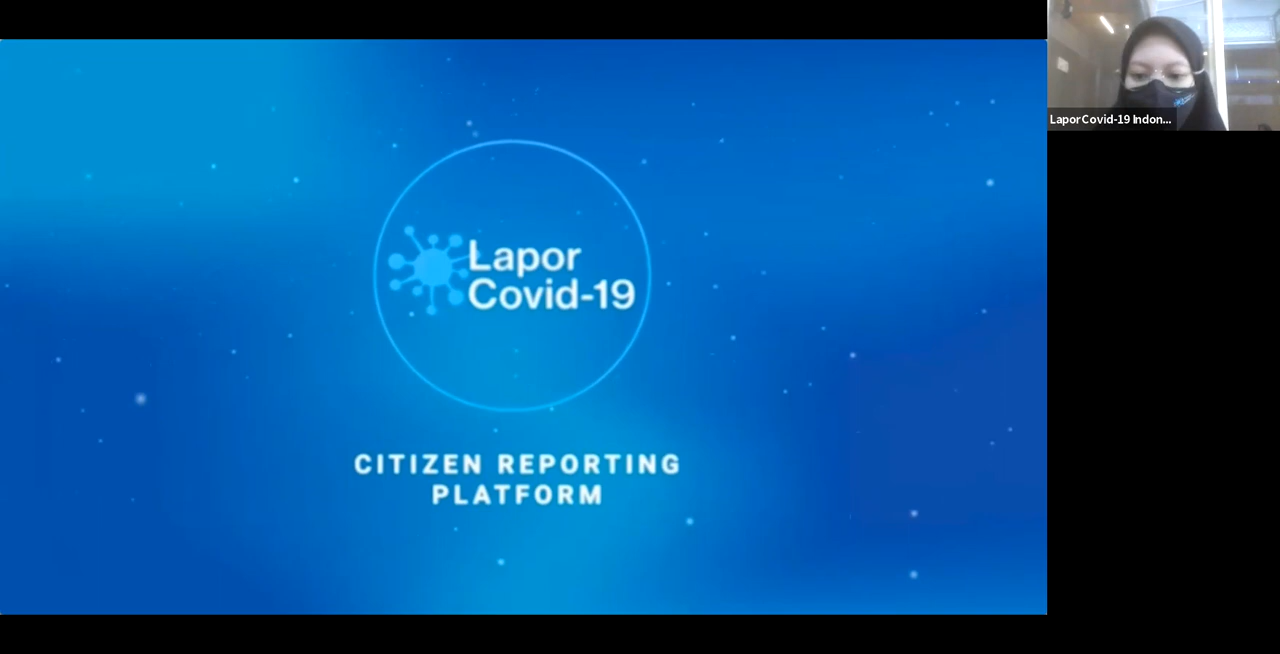 Lapor
Covid-19
CITIZEN REPORTING
PLATFORM
LaporCovid-19 Indon...